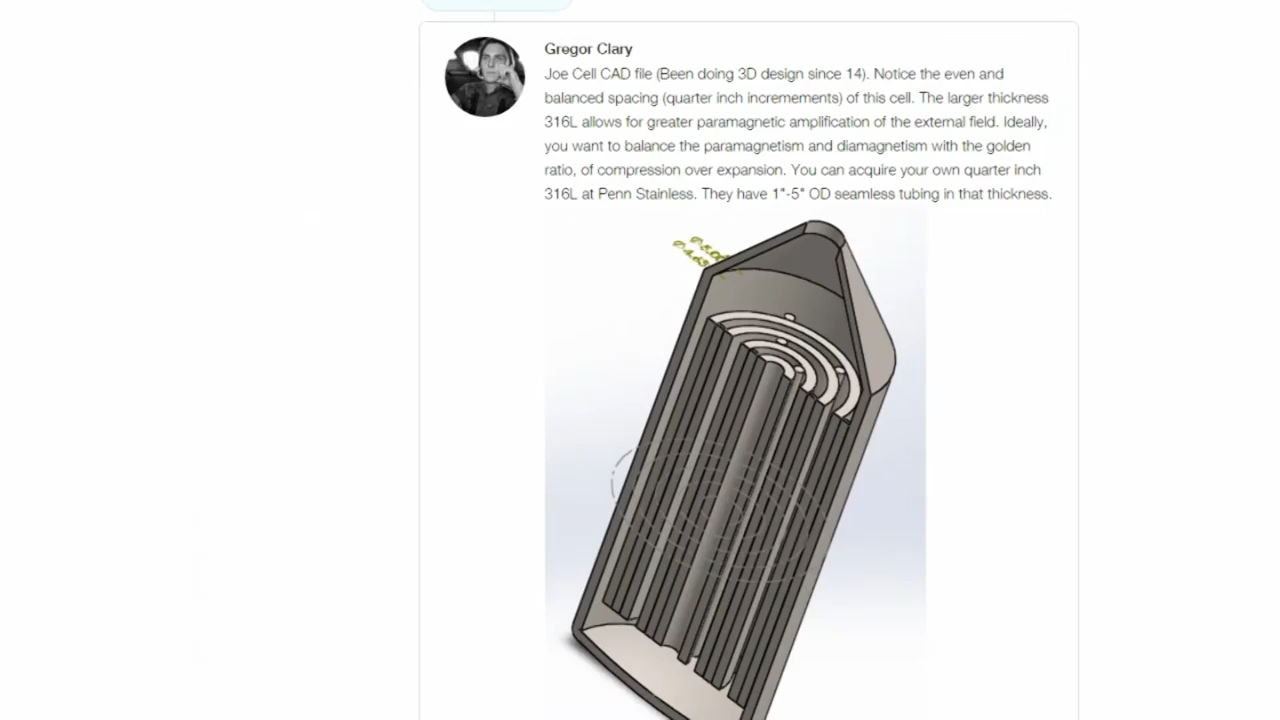 Gregor Clary
Joe Cell CAD file (Been doing 3D design since 14). Notice the even and
balanced spacing (quarter inch incremements) of this cell. The larger thickness
316L allows for greater paramagnetic amplification of the external field. Ideally,
you want to balance the paramagnetism and diamagnetism with the golden
ratio, of compression over expansion. You can acquire your own quarter inch
316L at Penn Stainless. They have 1"-5" OD seamless tubing in that thickness.